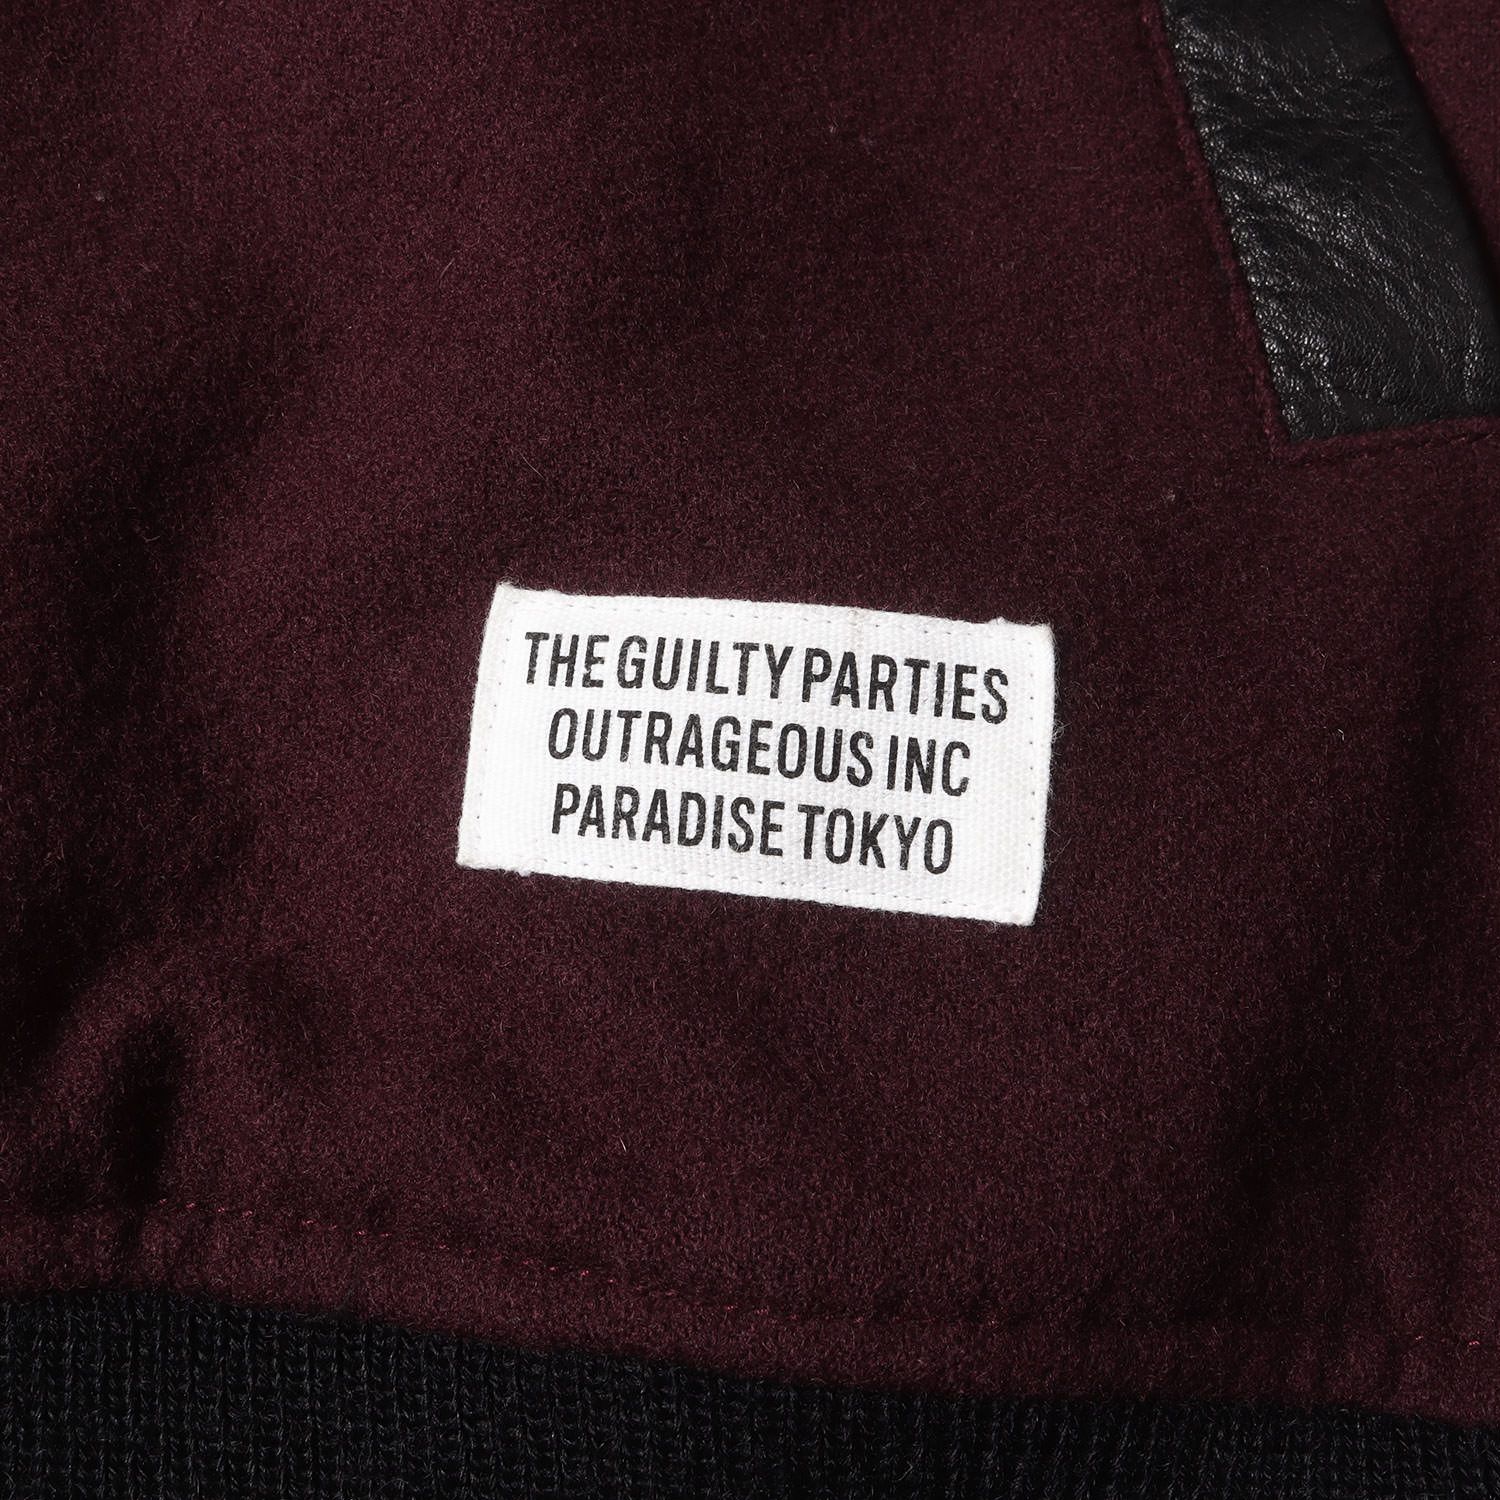 THE GUILTY PARTIES
OUTRAGEOUS INC
PARADISE TOKYO